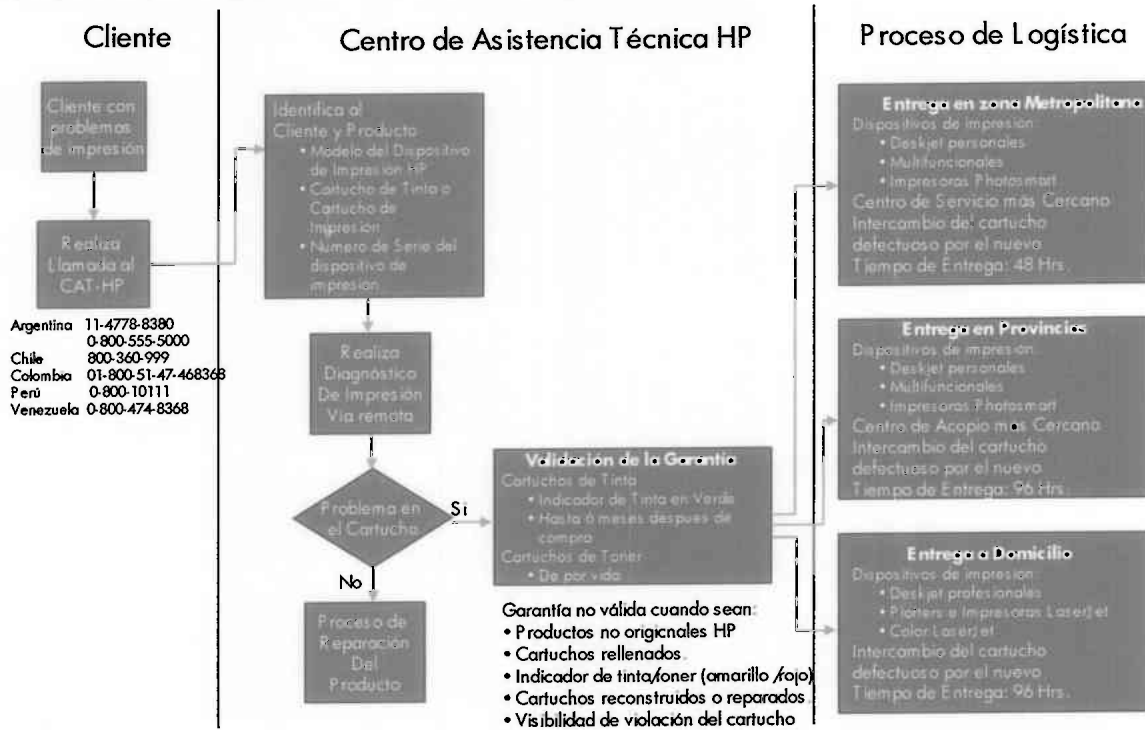 Cliente
Cliente con
problemas
de impresión
Realiza
Llamada al
CAT-HP
Argentina 11-4778-8380
0-800-555-5000
Chile 800-360-999
Colombia 01-800-51-47-468368
Perú 0-800-10111
Venezuela 0-800-474-8368
Centro de Asistencia Técnica HP
Identifica al
Cliente y Producto
• Modelo del Dispositivo
de Impresión HP
• Cartucho de Tinta o
Cartucho de
Impresión
• Numero de Serie del
dispositivo de
impresión
Realiza
Diagnóstico
De Impresión
Via remota
Problema en
el Cartucho
Si
No
Proceso de
Reparación
Del
Producto
Validación de la Garantía
Cartuchos de Tinta
• Indicador de Tinta en Verde
• Hasta 6 meses despues de
compra
Cartuchos de Toner
• De por vida
Garantía no válida cuando sean:
• Productos no origicnales HP
• Cartuchos rellenados.
• Indicador de tinta/oner (amarillo /rojo)
• Cartuchos reconstruidos o reparados.
• Visibilidad de violación del cartucho
Proceso de Logística
Entrega en zona Metropolitana
Dispositivos de impresión:
• Deskjet personales
• Multifuncionales
• Impresoras Photosmart
Centro de Servicio más Cercano
Intercambio del cartucho
defectuoso por el nuevo
Tiempo de Entrega: 48 Hrs.
Entrega en Provincias
Dispositivos de impresión:
• Deskjet personales
• Multifuncionales
• Impresoras Photosmart
Centro de Acopio mas Cercano
Intercambio del cartucho
defectuoso por el nuevo
Tiempo de Entrega: 96 Hrs.
Entrega a Domicilio
Dispositivos de impresión:
• Deskjet profesionales
• Plotters e Impresoras LaserJet
• Color LaserJet
Intercambio del cartucho
defectuoso por el nuevo
Tiempo de Entrega: 96 Hrs.